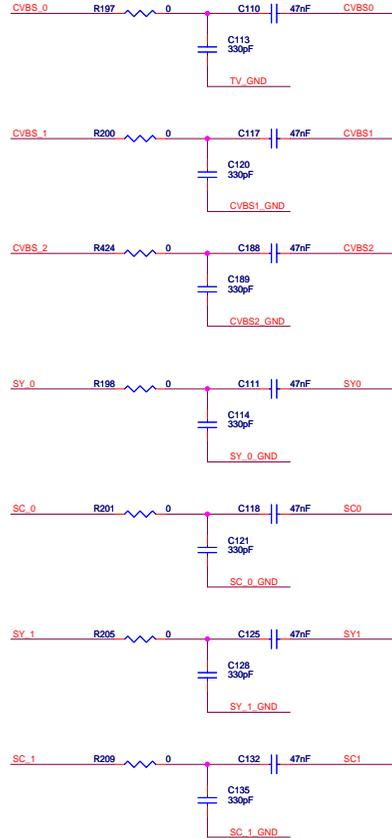 CVBS_0 R197 0 C110 47nF CVBS0
C113
330pF
TV_GND
CVBS_1 R200 0 C117 47nF CVBS1
C120
330pF
CVBS1_GND
CVBS_2 R424 0 C188 47nF CVBS2
C189
330pF
CVBS2_GND
SY_0 R198 0 C111 47nF SY0
C114
330pF
SY_0_GND
SC_0 R201 0 C118 47nF SC0
C121
330pF
SC_0_GND
SY_1 R205 0 C125 47nF SY1
C128
330pF
SY_1_GND
SC_1 R209 0 C132 47nF SC1
C135
330pF
SC_1_GND